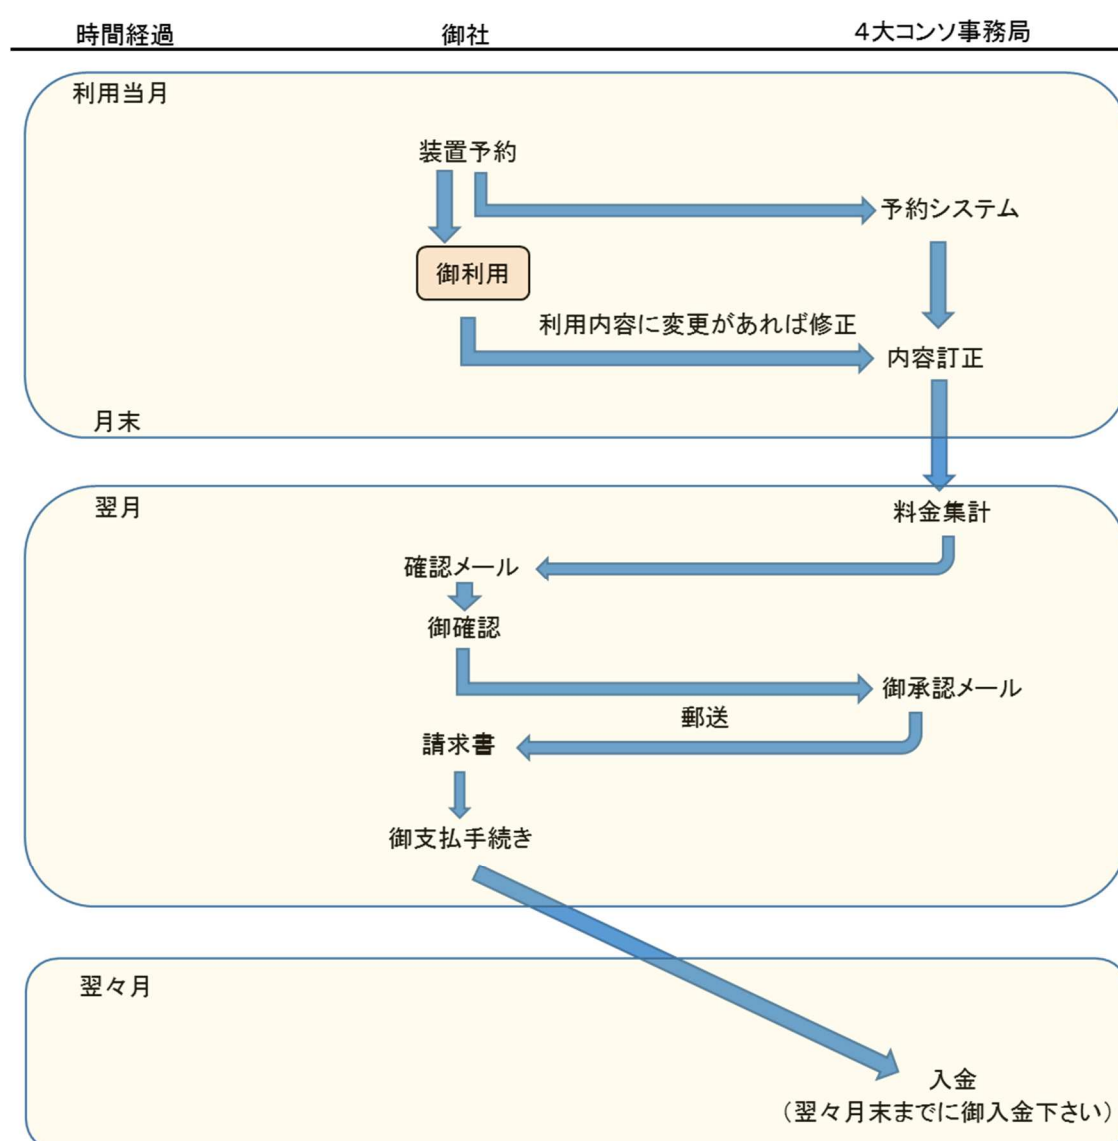 時間経過 御社 4大コンソ事務局
利用当月
装置予約
予約システム
御利用
利用内容に変更があれば修正
内容訂正
月末
翌月
料金集計
確認メール
御確認
御承認メール
郵送
請求書
御支払手続き
翌々月
入金
（翌々月末までに御入金下さい）